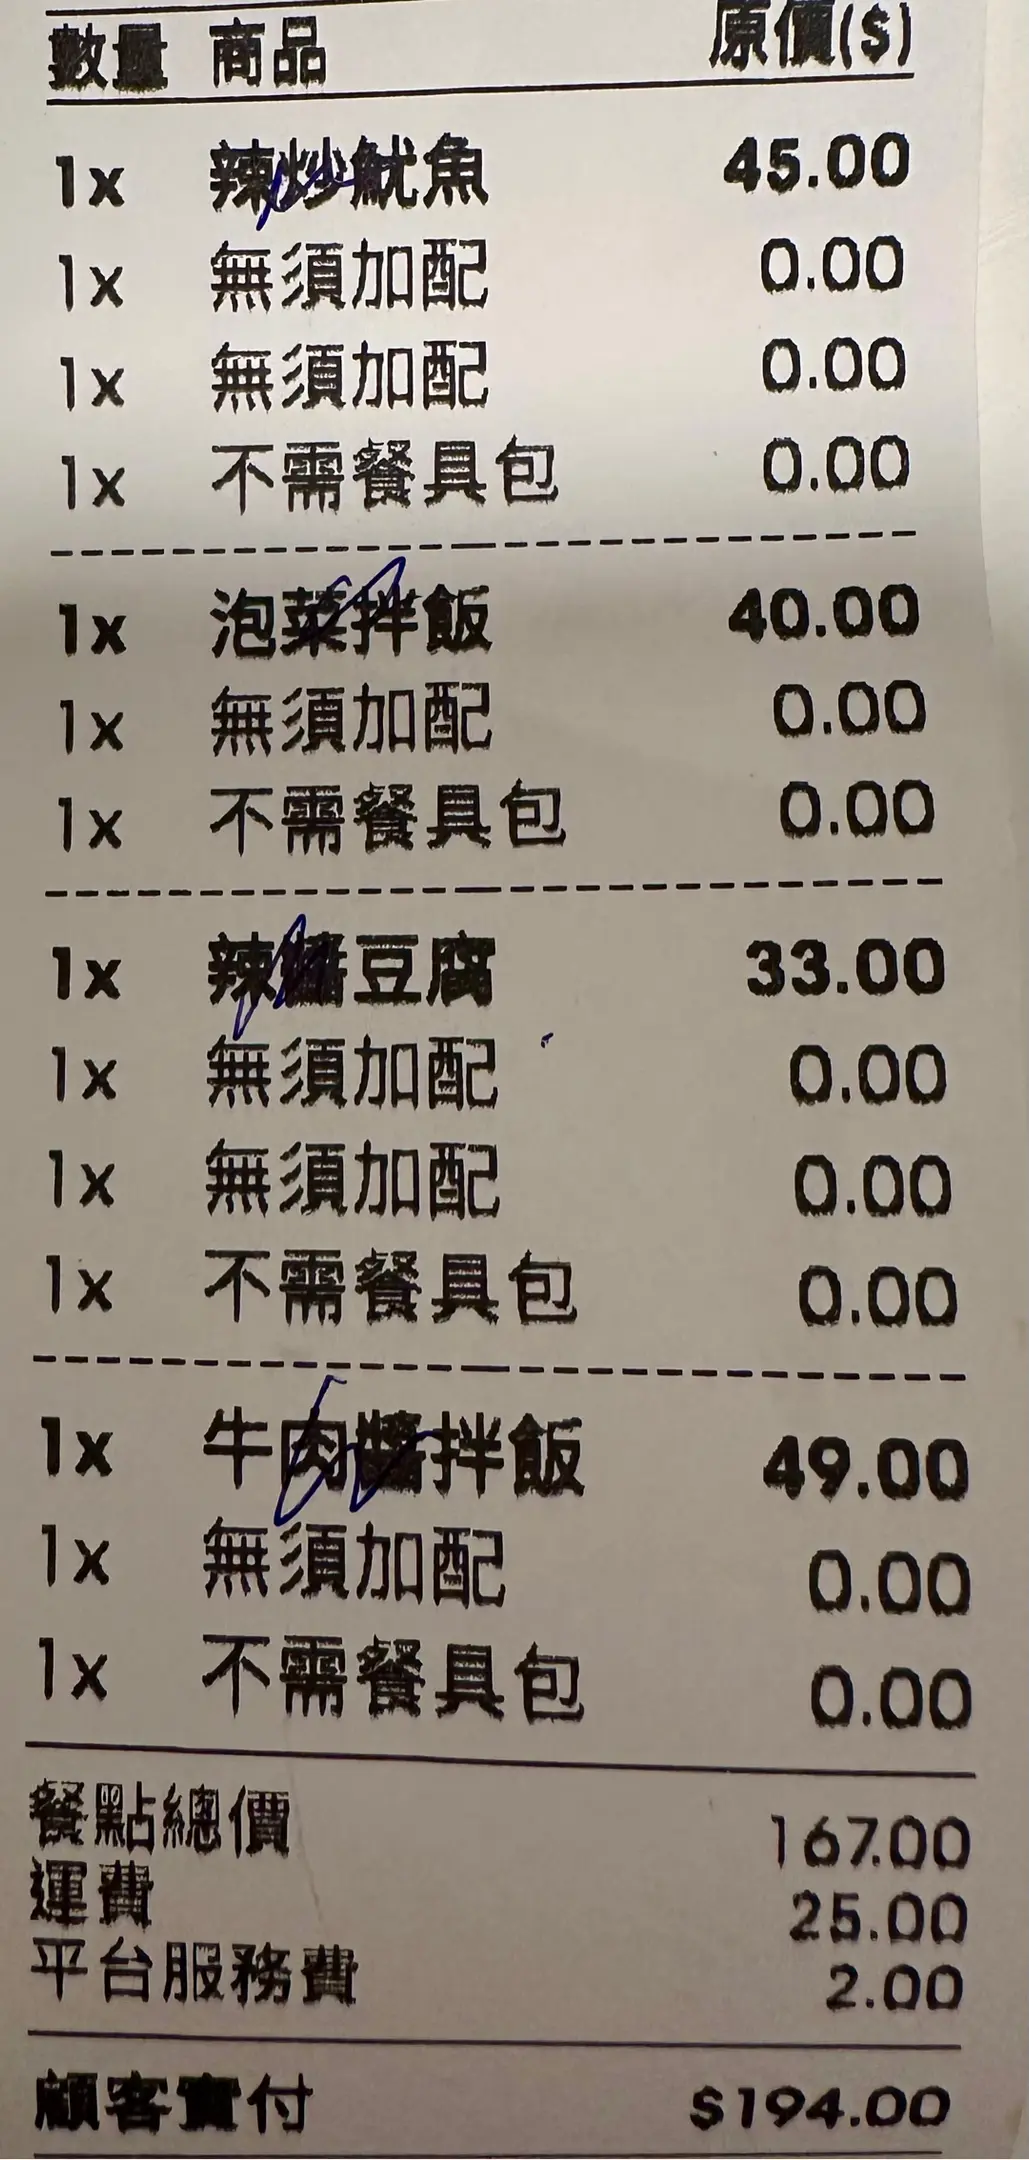 數量 商品 原價($)
1x 辣炒魷魚 45.00
1x 無須加配 0.00
1x 無須加配 0.00
1x 不需餐具包 0.00
1x 泡菜拌飯 40.00
1x 無須加配 0.00
1x 不需餐具包 0.00
1x 辣醬豆腐 33.00
1x 無須加配 0.00
1x 無須加配 0.00
1x 不需餐具包 0.00
1x 牛肉醬拌飯 49.00
1x 無須加配 0.00
1x 不需餐具包 0.00
餐點總價 167.00
運費 25.00
平台服務費 2.00
顧客實付 $194.00